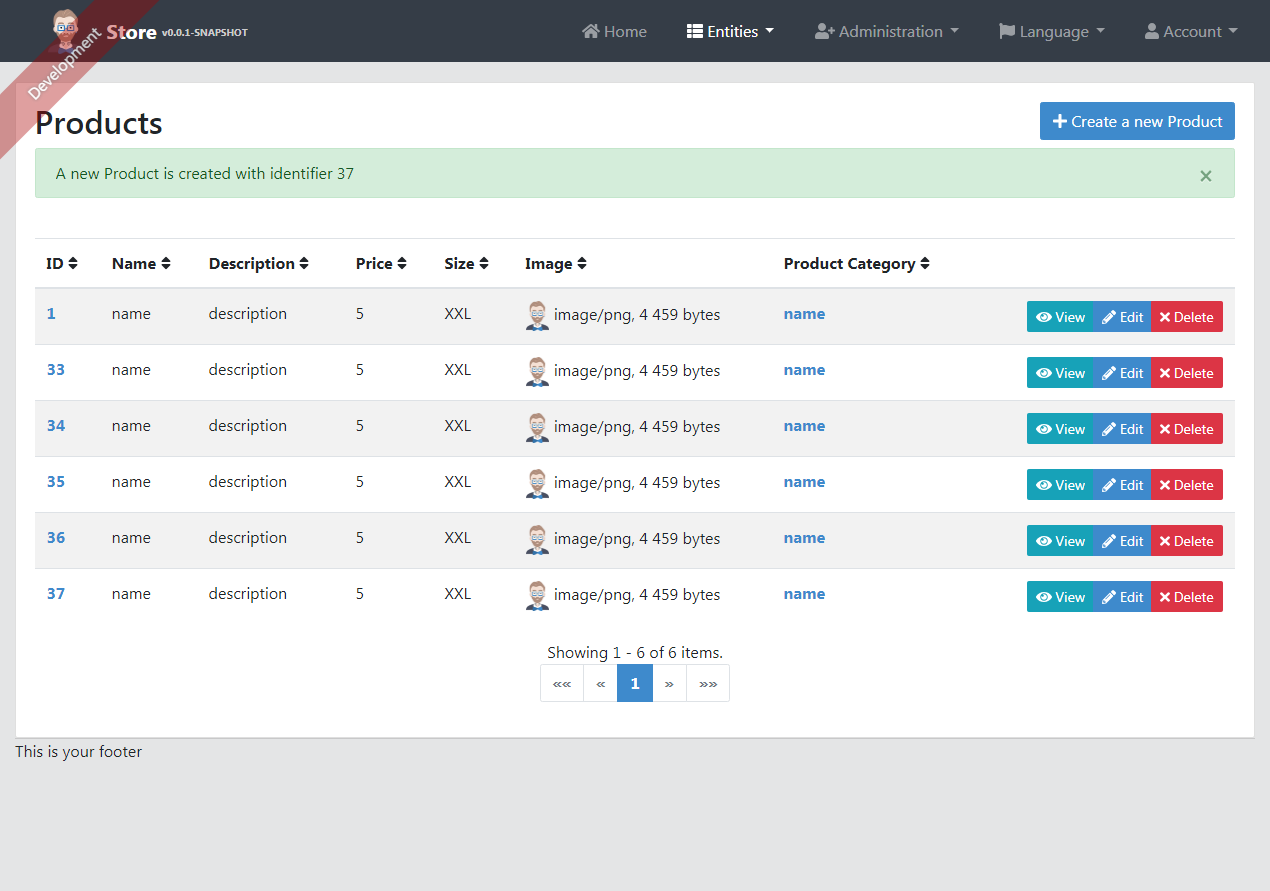 Store v0.0.1-SNAPSHOT Home Entities Administration Language Account
Development
Products + Create a new Product
A new Product is created with identifier 37 ×
ID Name Description Price Size Image Product Category
1 name description 5 XXL image/png, 4 459 bytes name View Edit Delete
33 name description 5 XXL image/png, 4 459 bytes name View Edit Delete
34 name description 5 XXL image/png, 4 459 bytes name View Edit Delete
35 name description 5 XXL image/png, 4 459 bytes name View Edit Delete
36 name description 5 XXL image/png, 4 459 bytes name View Edit Delete
37 name description 5 XXL image/png, 4 459 bytes name View Edit Delete
Showing 1 - 6 of 6 items.
«« « 1 » »»
This is your footer